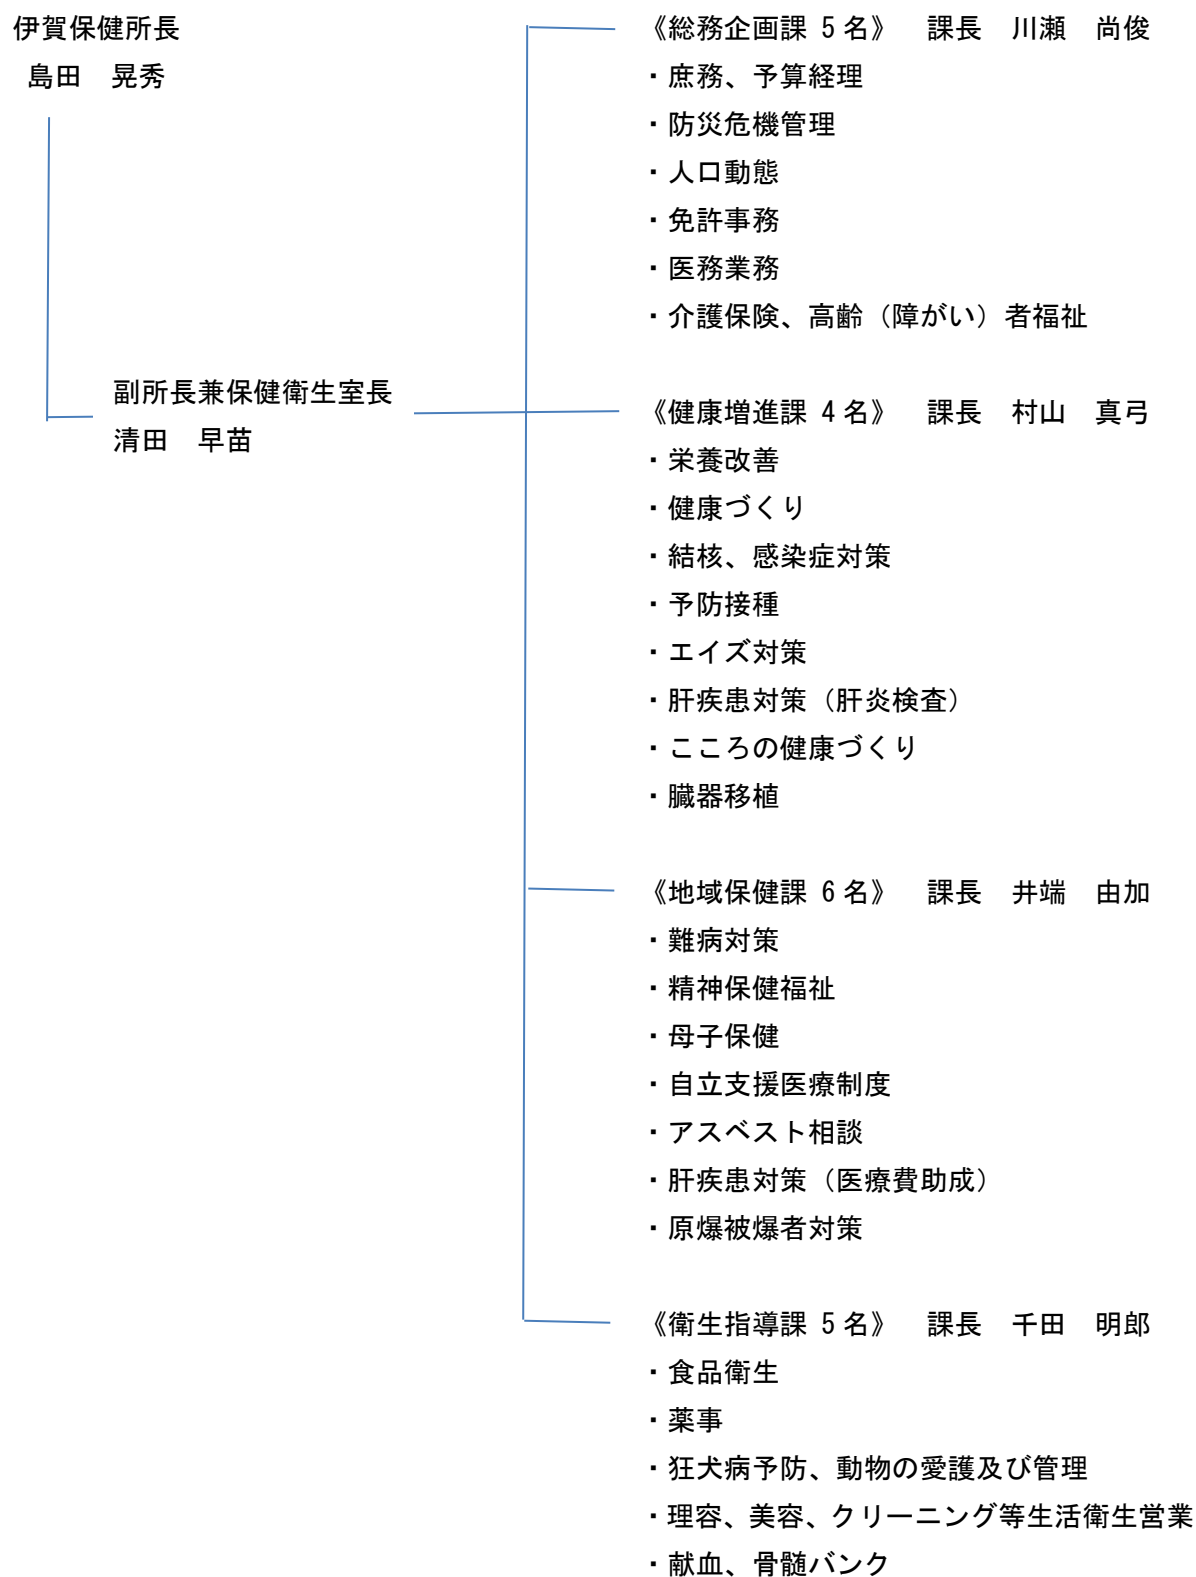 伊賀保健所長
島田　晃秀
副所長兼保健衛生室長
清田　早苗
《総務企画課 5名》　課長　川瀬　尚俊
・庶務、予算経理
・防災危機管理
・人口動態
・免許事務
・医務業務
・介護保険、高齢（障がい）者福祉
《健康増進課 4名》　課長　村山　真弓
・栄養改善
・健康づくり
・結核、感染症対策
・予防接種
・エイズ対策
・肝疾患対策（肝炎検査）
・こころの健康づくり
・臓器移植
《地域保健課 6名》　課長　井端　由加
・難病対策
・精神保健福祉
・母子保健
・自立支援医療制度
・アスベスト相談
・肝疾患対策（医療費助成）
・原爆被爆者対策
《衛生指導課 5名》　課長　千田　明郎
・食品衛生
・薬事
・狂犬病予防、動物の愛護及び管理
・理容、美容、クリーニング等生活衛生営業
・献血、骨髄バンク